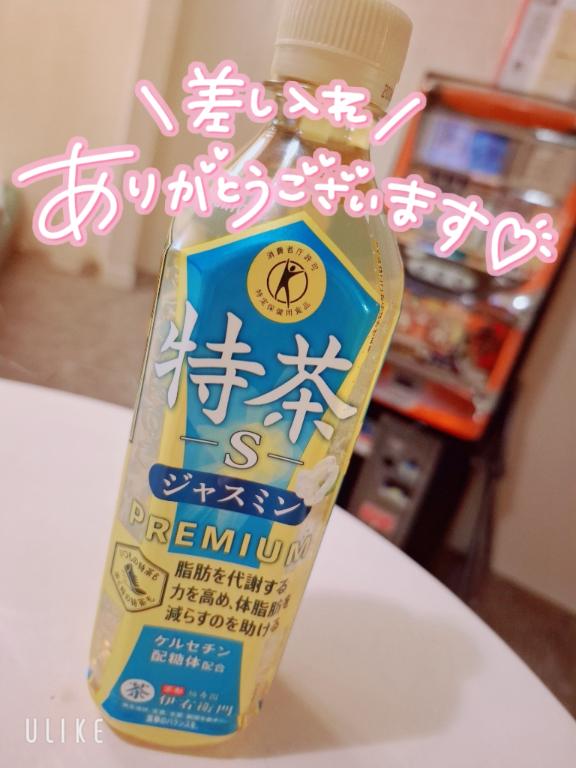 \差し入れ/
ありがとうございます♡
消費者庁許可
特定保健用食品
特茶
S
ジャスミン
PREMIUM
脂肪を代謝する
力を高め、体脂肪を
減らすのを助ける
ケルセチン
配糖体配合
茶
京都
伊右衛門
ULIKE